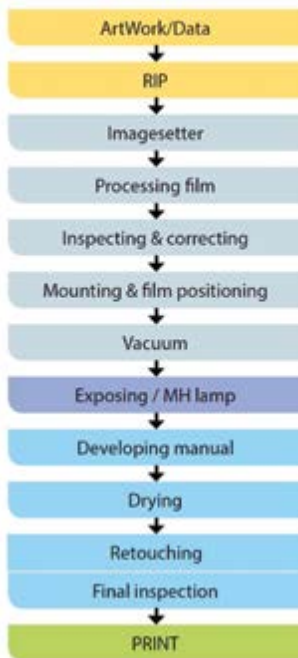 ArtWork/Data
RIP
Imagesetter
Processing film
Inspecting & correcting
Mounting & film positioning
Vacuum
Exposing / MH lamp
Developing manual
Drying
Retouching
Final inspection
PRINT